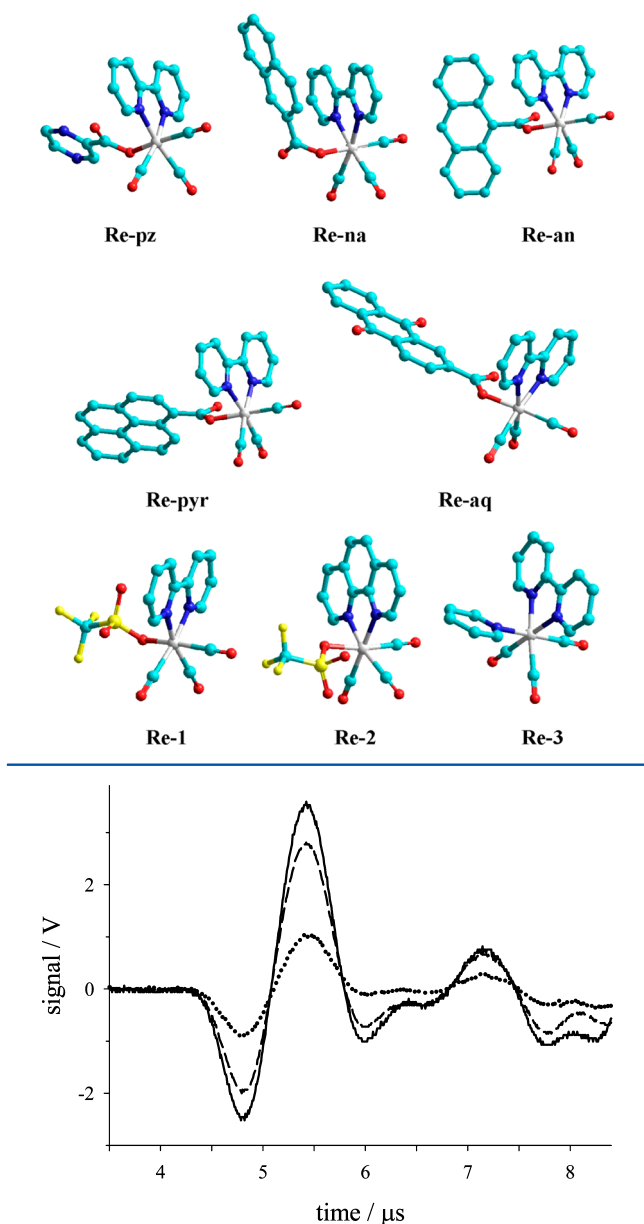 Re-pz Re-na Re-an
Re-pyr Re-aq
Re-1 Re-2 Re-3
signal / V
2
0
-2
4 5 6 7 8
time / μs